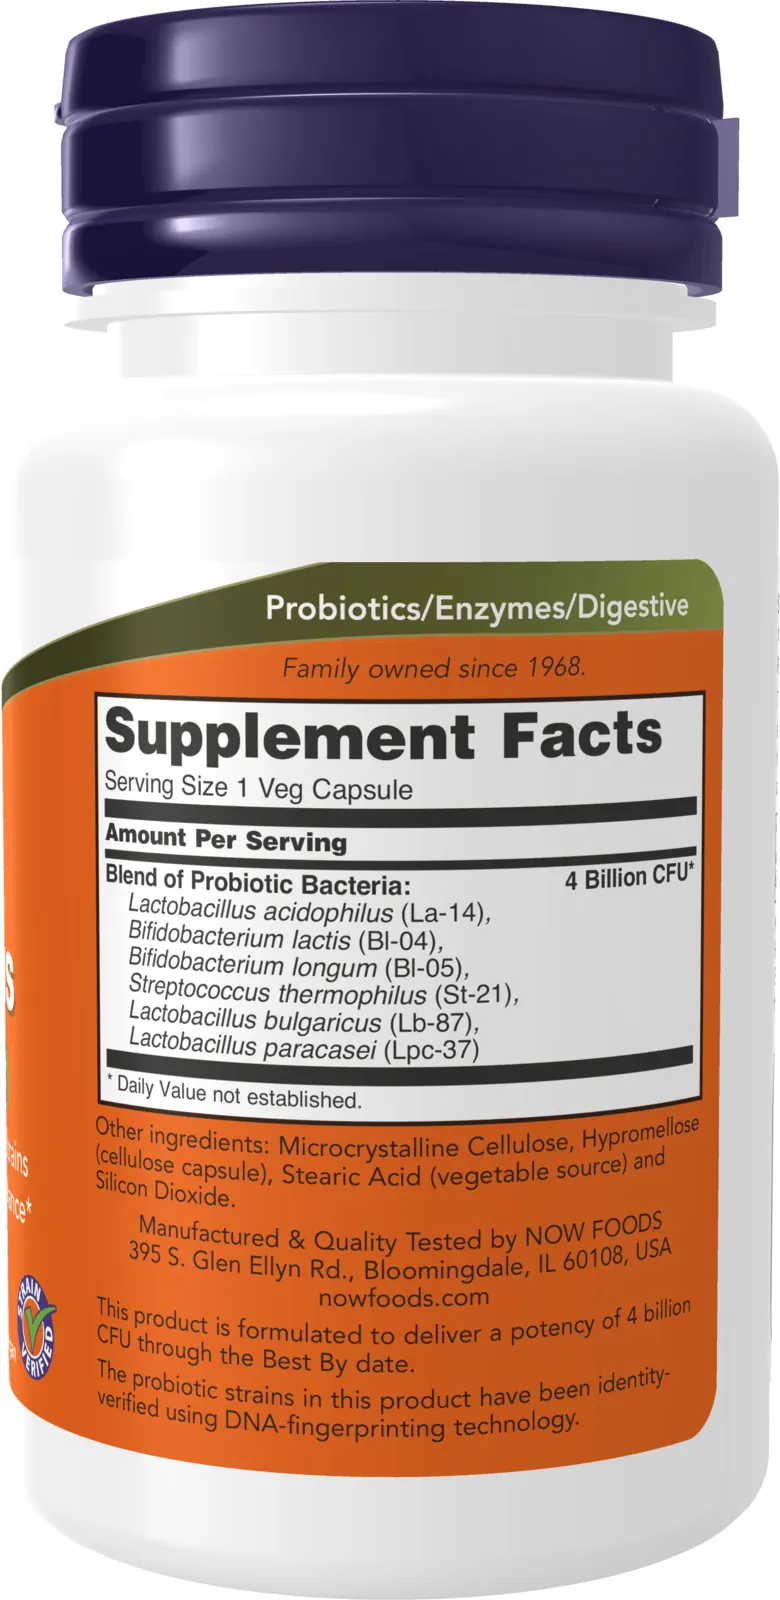 Probiotics/Enzymes/Digestive
Family owned since 1968.
Supplement Facts
Serving Size 1 Veg Capsule
Amount Per Serving
Blend of Probiotic Bacteria: 4 Billion CFU*
Lactobacillus acidophilus (La-14),
Bifidobacterium lactis (Bl-04),
Bifidobacterium longum (Bl-05),
Streptococcus thermophilus (St-21),
Lactobacillus bulgaricus (Lb-87),
Lactobacillus paracasei (Lpc-37)
* Daily Value not established.
Other ingredients: Microcrystalline Cellulose, Hypromellose
(cellulose capsule), Stearic Acid (vegetable source) and
Silicon Dioxide.
Manufactured & Quality Tested by NOW FOODS
395 S. Glen Ellyn Rd., Bloomingdale, IL 60108, USA
nowfoods.com
This product is formulated to deliver a potency of 4 billion
CFU through the Best By date.
The probiotic strains in this product have been identity-
verified using DNA-fingerprinting technology.
STRAIN
VERIFIED